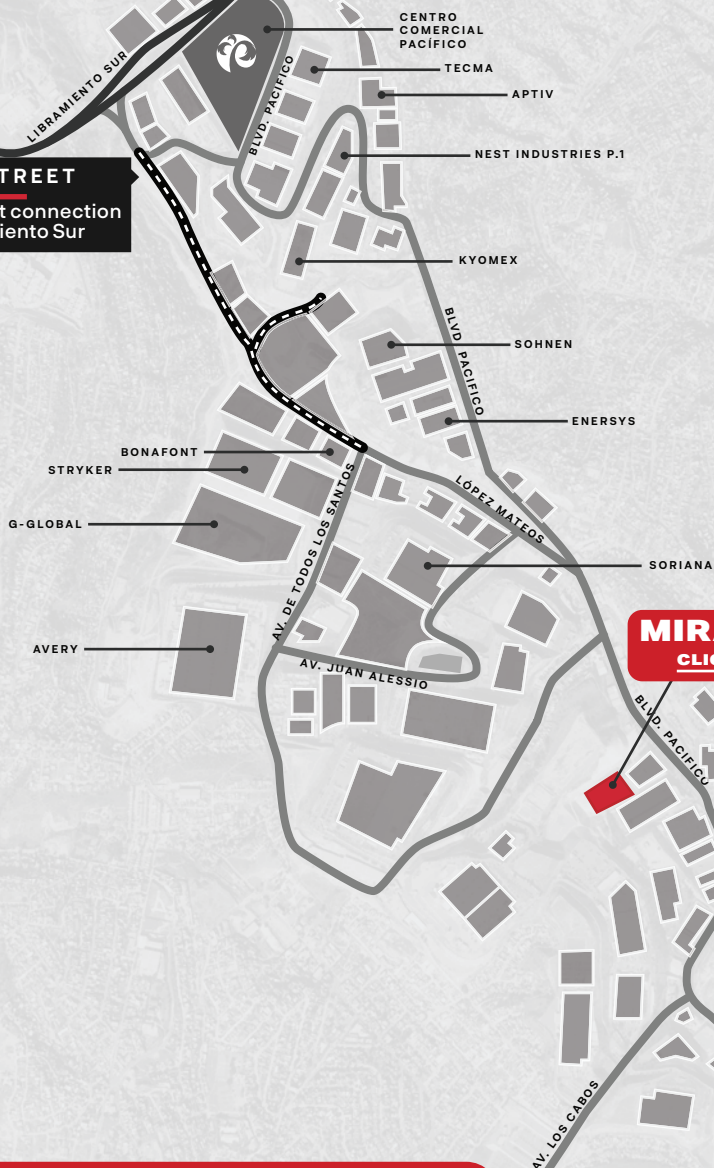 CENTRO
COMERCIAL
PACÍFICO
TECMA
APTIV
LIBRAMIENTO SUR
BLVD. PACIFICO
NEST INDUSTRIES P.1
TREET
t connection
iento Sur
KYOMEX
BLVD. PACIFICO
SOHNEN
ENERSYS
BONAFONT
STRYKER
LÓPEZ MATEOS
G-GLOBAL
AV. DE TODOS LOS SANTOS
SORIANA
AVERY
AV. JUAN ALESSIO
MIR
CLI
BLVD. PACIFICO
AV. LOS CABOS